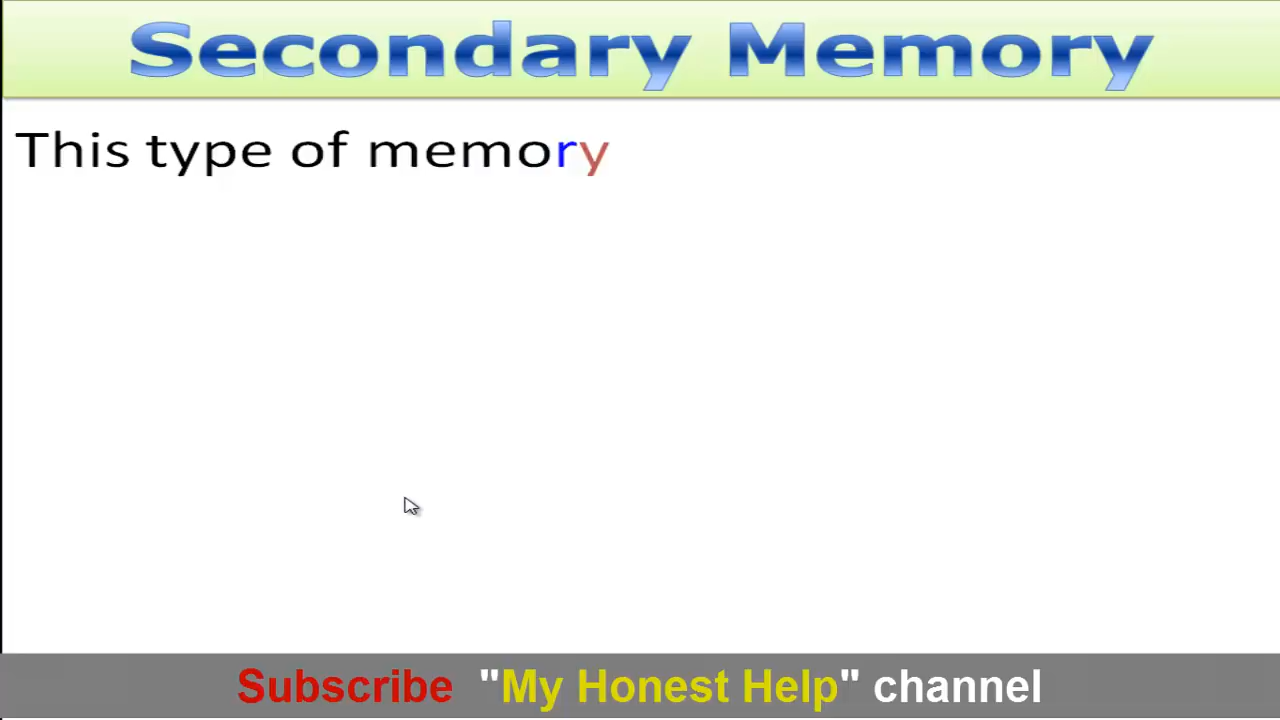 Secondary Memory
This type of memory
Subscribe "My Honest Help" channel